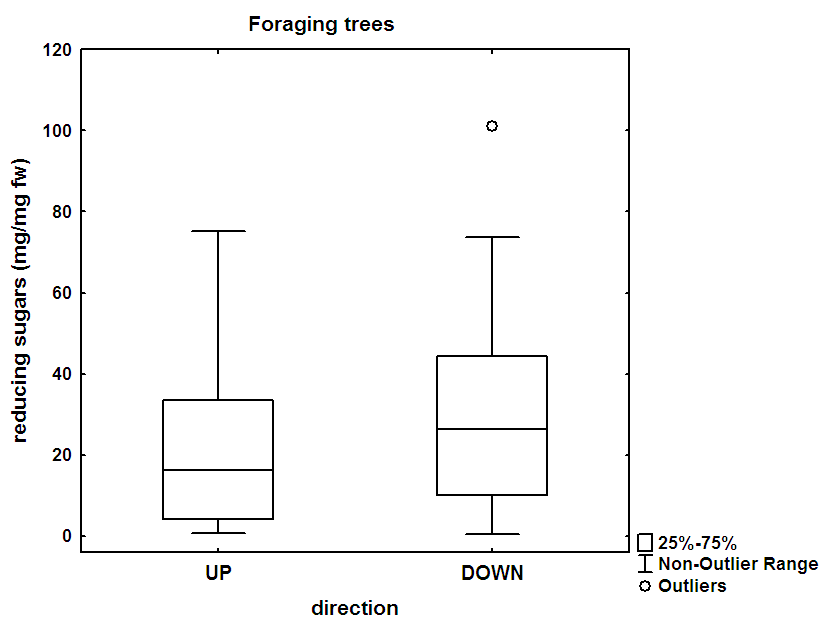 Foraging trees
120
100
80
60
40
20
0
reducing sugars (mg/mg fw)
UP DOWN
direction
25%-75%
Non-Outlier Range
Outliers